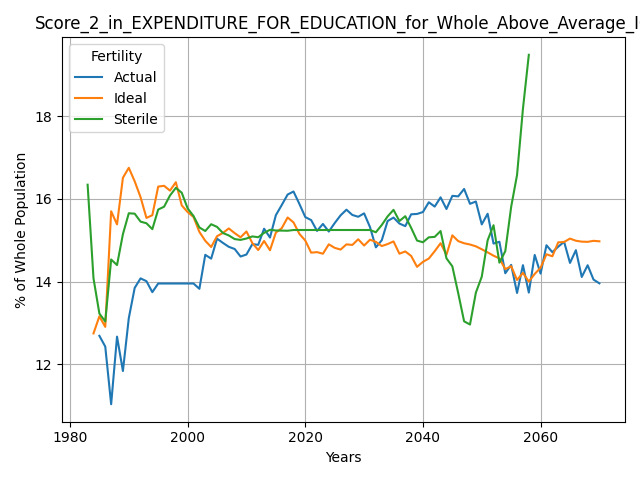 Score_2_in_EXPENDITURE_FOR_EDUCATION_for_Whole_Above_Average_I
Fertility
Actual
Ideal
Sterile
% of Whole Population
18
16
14
12
1980 2000 2020 2040 2060
Years